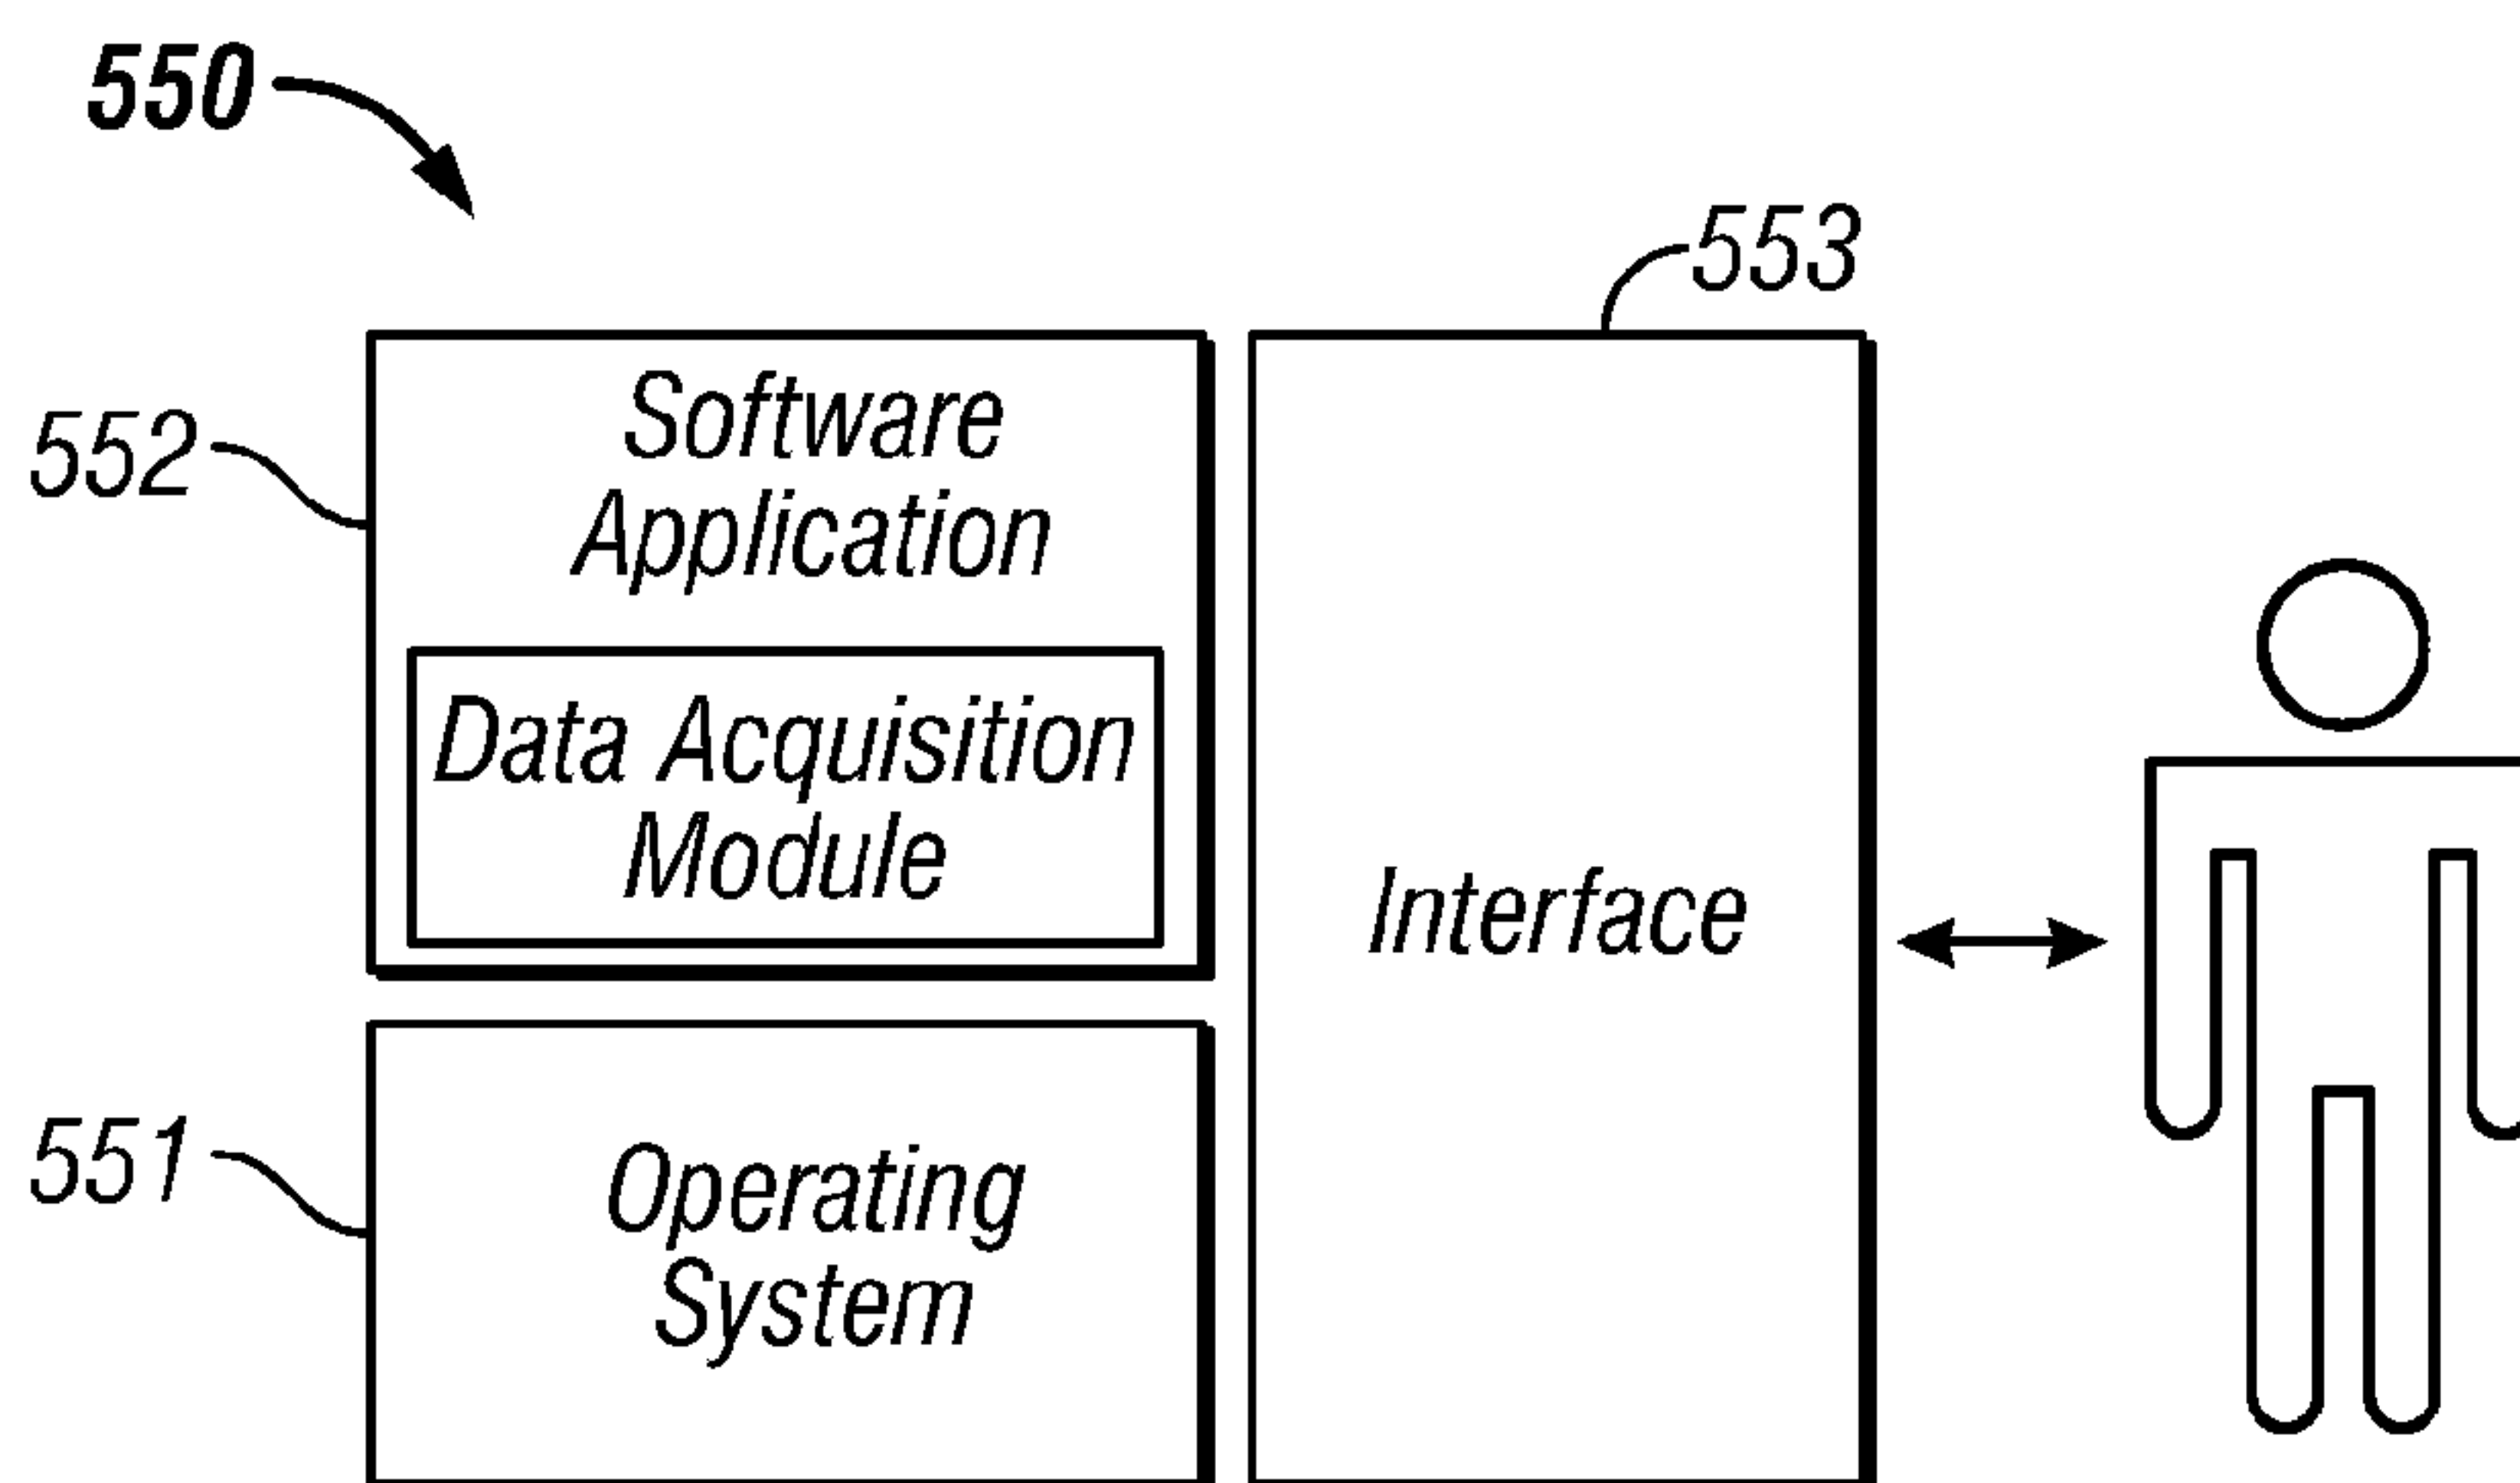 550
553
552
Software
Application
Data Acquisition
Module
Interface
551
Operating
System